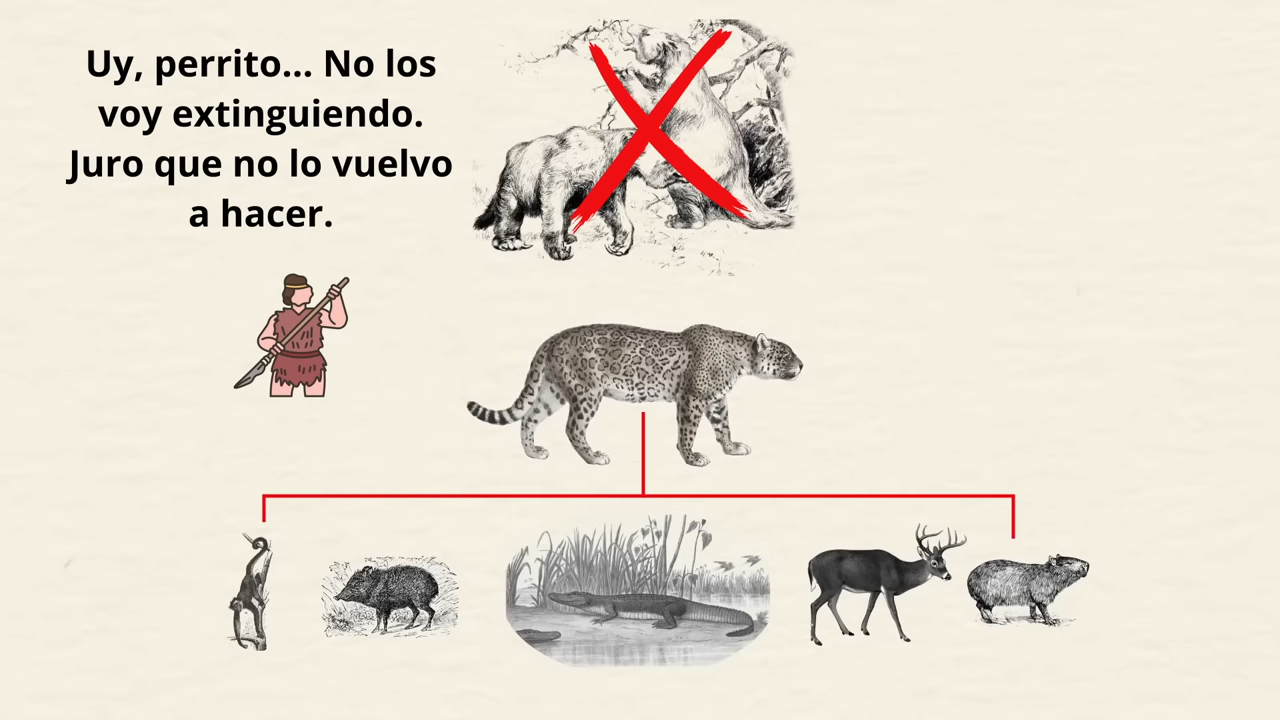 Uy, perrito... No los
voy extinguiendo.
Juro que no lo vuelvo
a hacer.